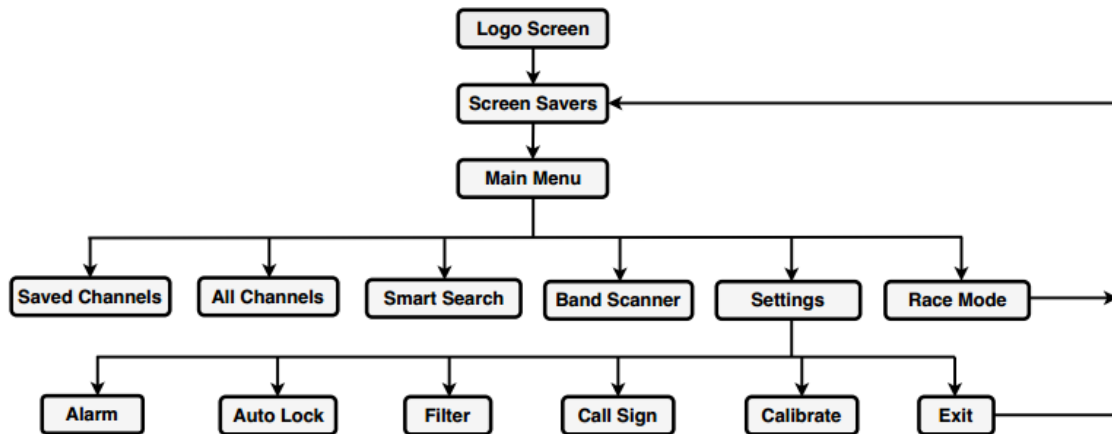 Logo Screen
Screen Savers
Main Menu
Saved Channels
All Channels
Smart Search
Band Scanner
Settings
Race Mode
Alarm
Auto Lock
Filter
Call Sign
Calibrate
Exit